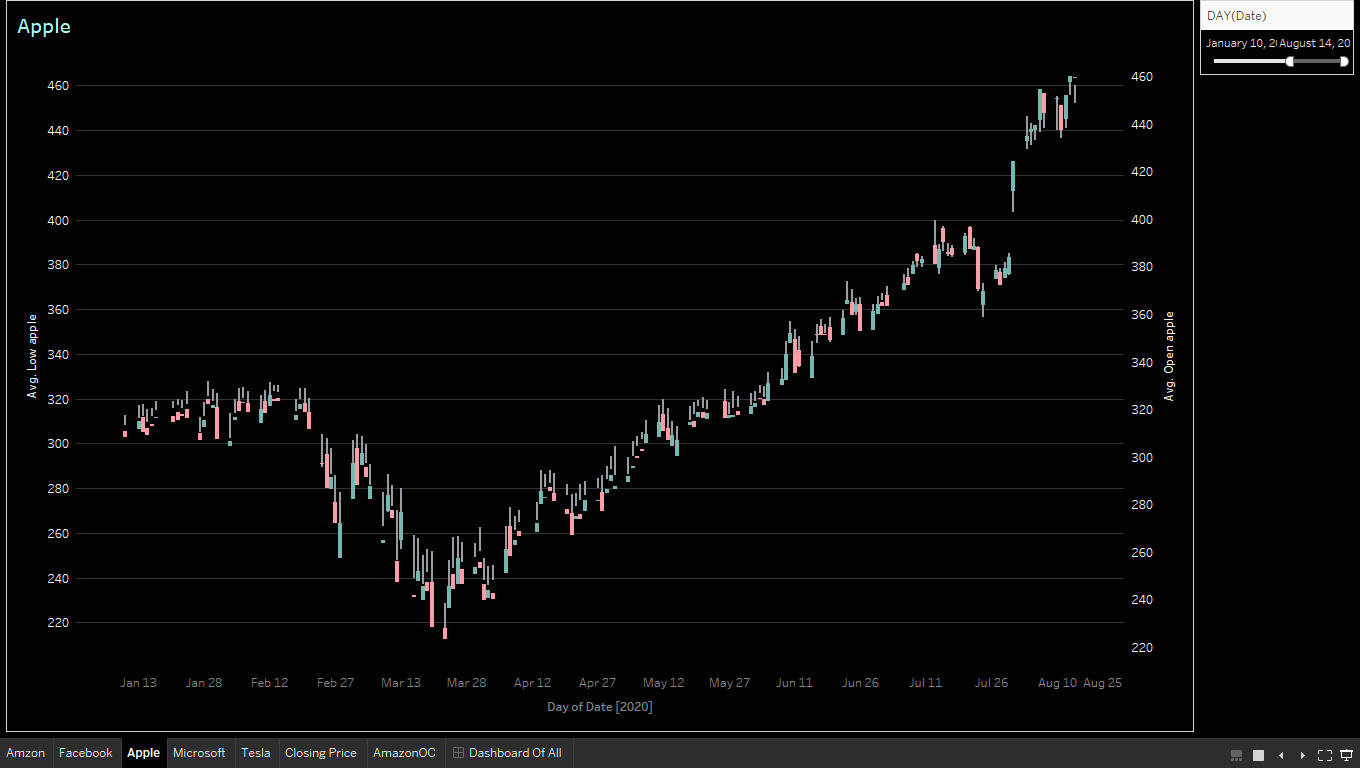 Apple
DAY(Date)
January 10, 20
August 14, 20
460
440
420
400
380
360
340
320
300
280
260
240
220
Avg. Low apple
460
440
420
400
380
360
340
320
300
280
260
240
220
Avg. Open apple
Jan 13 Jan 28 Feb 12 Feb 27 Mar 13 Mar 28 Apr 12 Apr 27 May 12 May 27 Jun 11 Jun 26 Jul 11 Jul 26 Aug 10 Aug 25
Day of Date [2020]
Amzon Facebook Apple Microsoft Tesla Closing Price AmazonOC Dashboard Of All